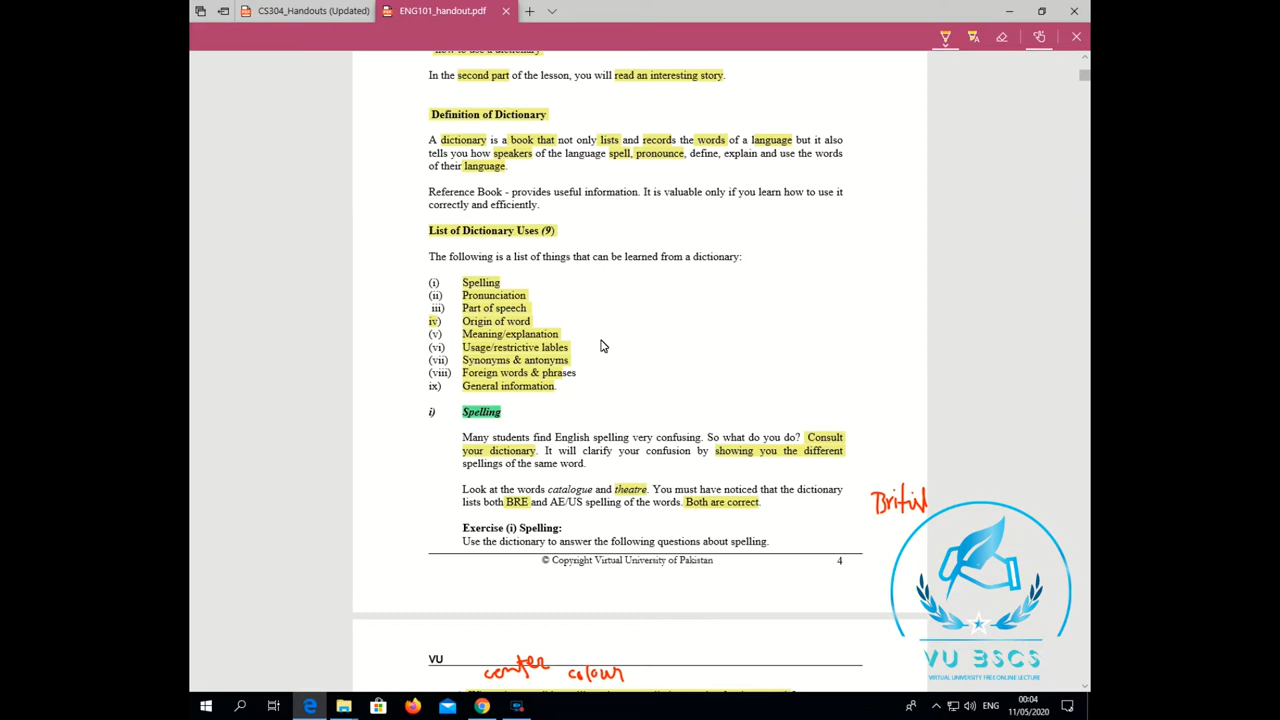 CS304_Handouts (Updated)
ENG101_handout.pdf
how to use a dictionary
In the second part of the lesson, you will read an interesting story.
Definition of Dictionary
A dictionary is a book that not only lists and records the words of a language but it also
tells you how speakers of the language spell, pronounce, define, explain and use the words
of their language.
Reference Book - provides useful information. It is valuable only if you learn how to use it
correctly and efficiently.
List of Dictionary Uses (9)
The following is a list of things that can be learned from a dictionary:
(i) Spelling
(ii) Pronunciation
iii) Part of speech
iv) Origin of word
(v) Meaning/explanation
(vi) Usage/restrictive lables
(vii) Synonyms & antonyms
(viii) Foreign words & phrases
ix) General information.
i) Spelling
Many students find English spelling very confusing. So what do you do? Consult
your dictionary. It will clarify your confusion by showing you the different
spellings of the same word.
Look at the words catalogue and theatre. You must have noticed that the dictionary
lists both BRE and AE/US spelling of the words. Both are correct.
British
Exercise (i) Spelling:
Use the dictionary to answer the following questions about spelling.
© Copyright Virtual University of Pakistan 4
VU
colour
VU BSCS
VIRTUAL UNIVERSITY FREE ONLINE LECTURE
ENG
00:04
11/05/2020